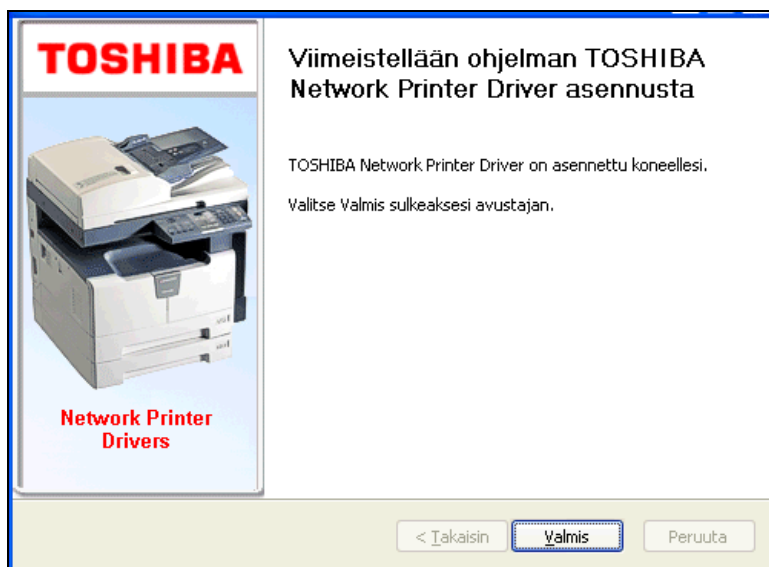 TOSHIBA
Network Printer
Drivers
Viimeistellään ohjelman TOSHIBA
Network Printer Driver asennusta
TOSHIBA Network Printer Driver on asennettu koneellesi.
Valitse Valmis sulkeaksesi avustajan.
< Takaisin
Valmis
Peruuta